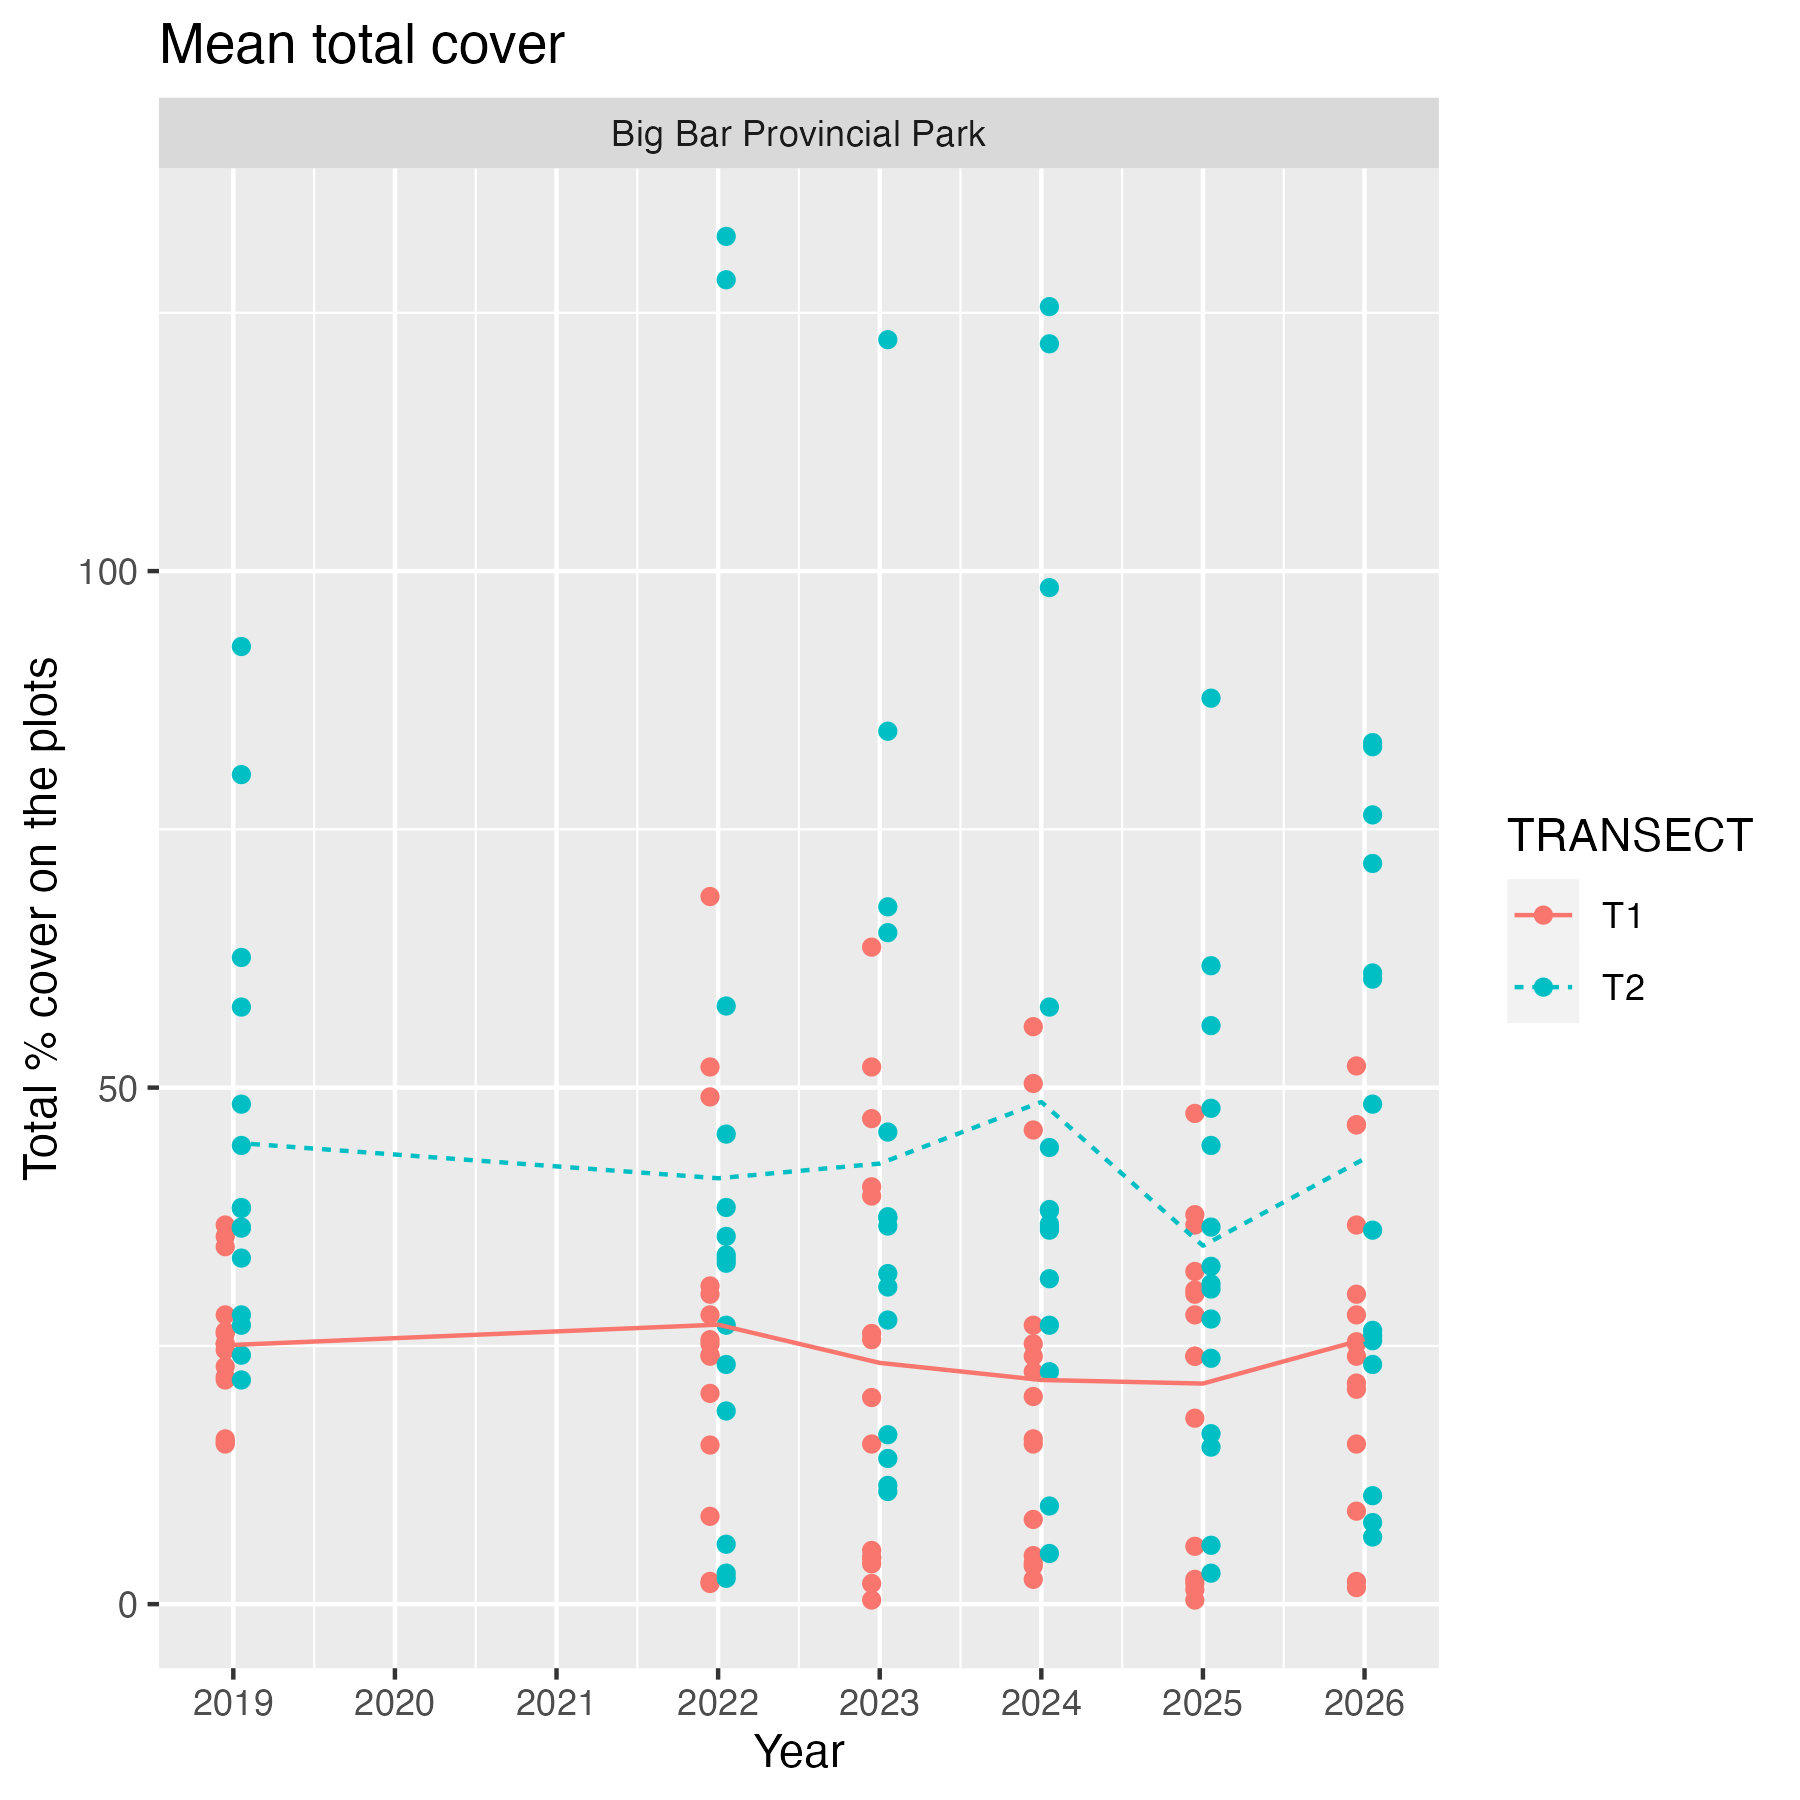 Mean total cover
Big Bar Provincial Park
Total % cover on the plots
100
50
0
2019 2020 2021 2022 2023 2024 2025 2026
Year
TRANSECT
T1
T2